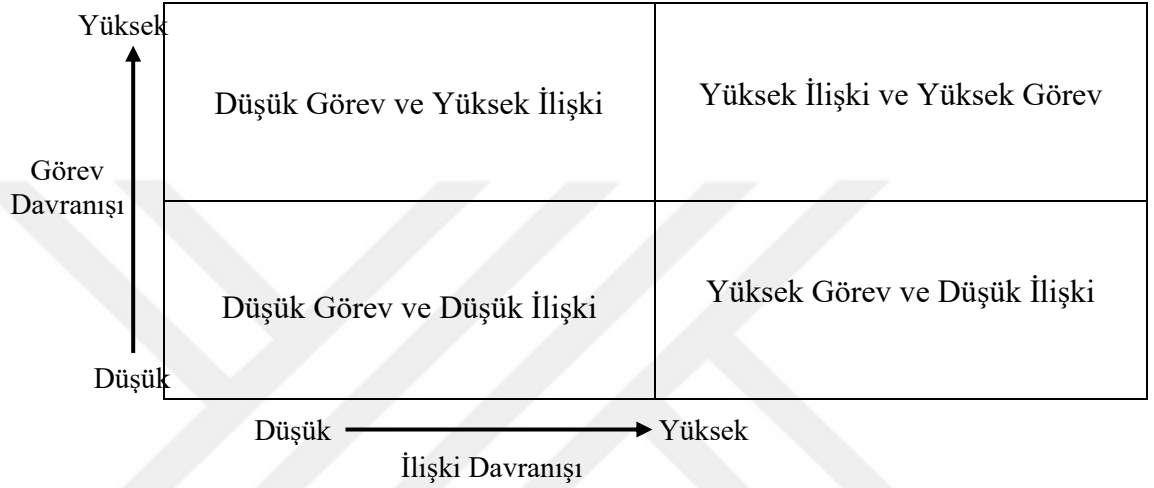 Yüksek
Düşük Görev ve Yüksek İlişki
Yüksek İlişki ve Yüksek Görev
Görev
Davranışı
Düşük Görev ve Düşük İlişki
Yüksek Görev ve Düşük İlişki
Düşük
Düşük
Yüksek
İlişki Davranışı